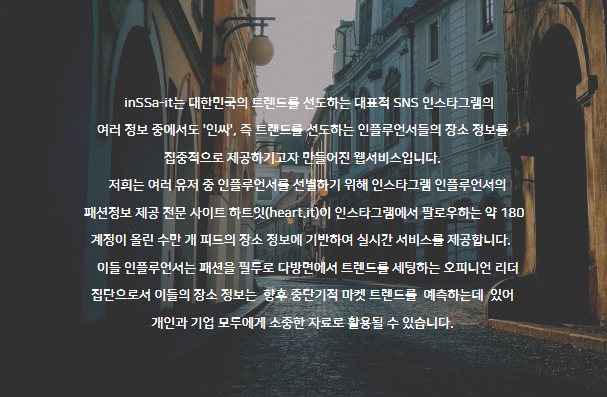 inSSa-it는 대한민국의 트렌드를 선도하는 대표적 SNS 인스타그램의
여러 정보 중에서도 '인싸', 즉 트랜드를 선도하는 인플루언서들의 장소 정보를
집중적으로 제공하기고자 만들어진 웹서비스입니다.
저희는 여러 유저 중 인플루언서를 선별하기 위해 인스타그램 인플루언서의
패션정보 제공 전문 사이트 하트잇(heart.it)이 인스타그램에서 팔로우하는 약 180
계정이 올린 수만 개 피드의 장소 정보에 기반하여 실시간 서비스를 제공합니다.
이들 인플루언서는 패션을 필두로 다방면에서 트렌드를 세팅하는 오피니언 리더
집단으로서 이들의 장소 정보는 향후 중단기적 마켓 트렌드를 예측하는데 있어
개인과 기업 모두에게 소중한 자료로 활용될 수 있습니다.